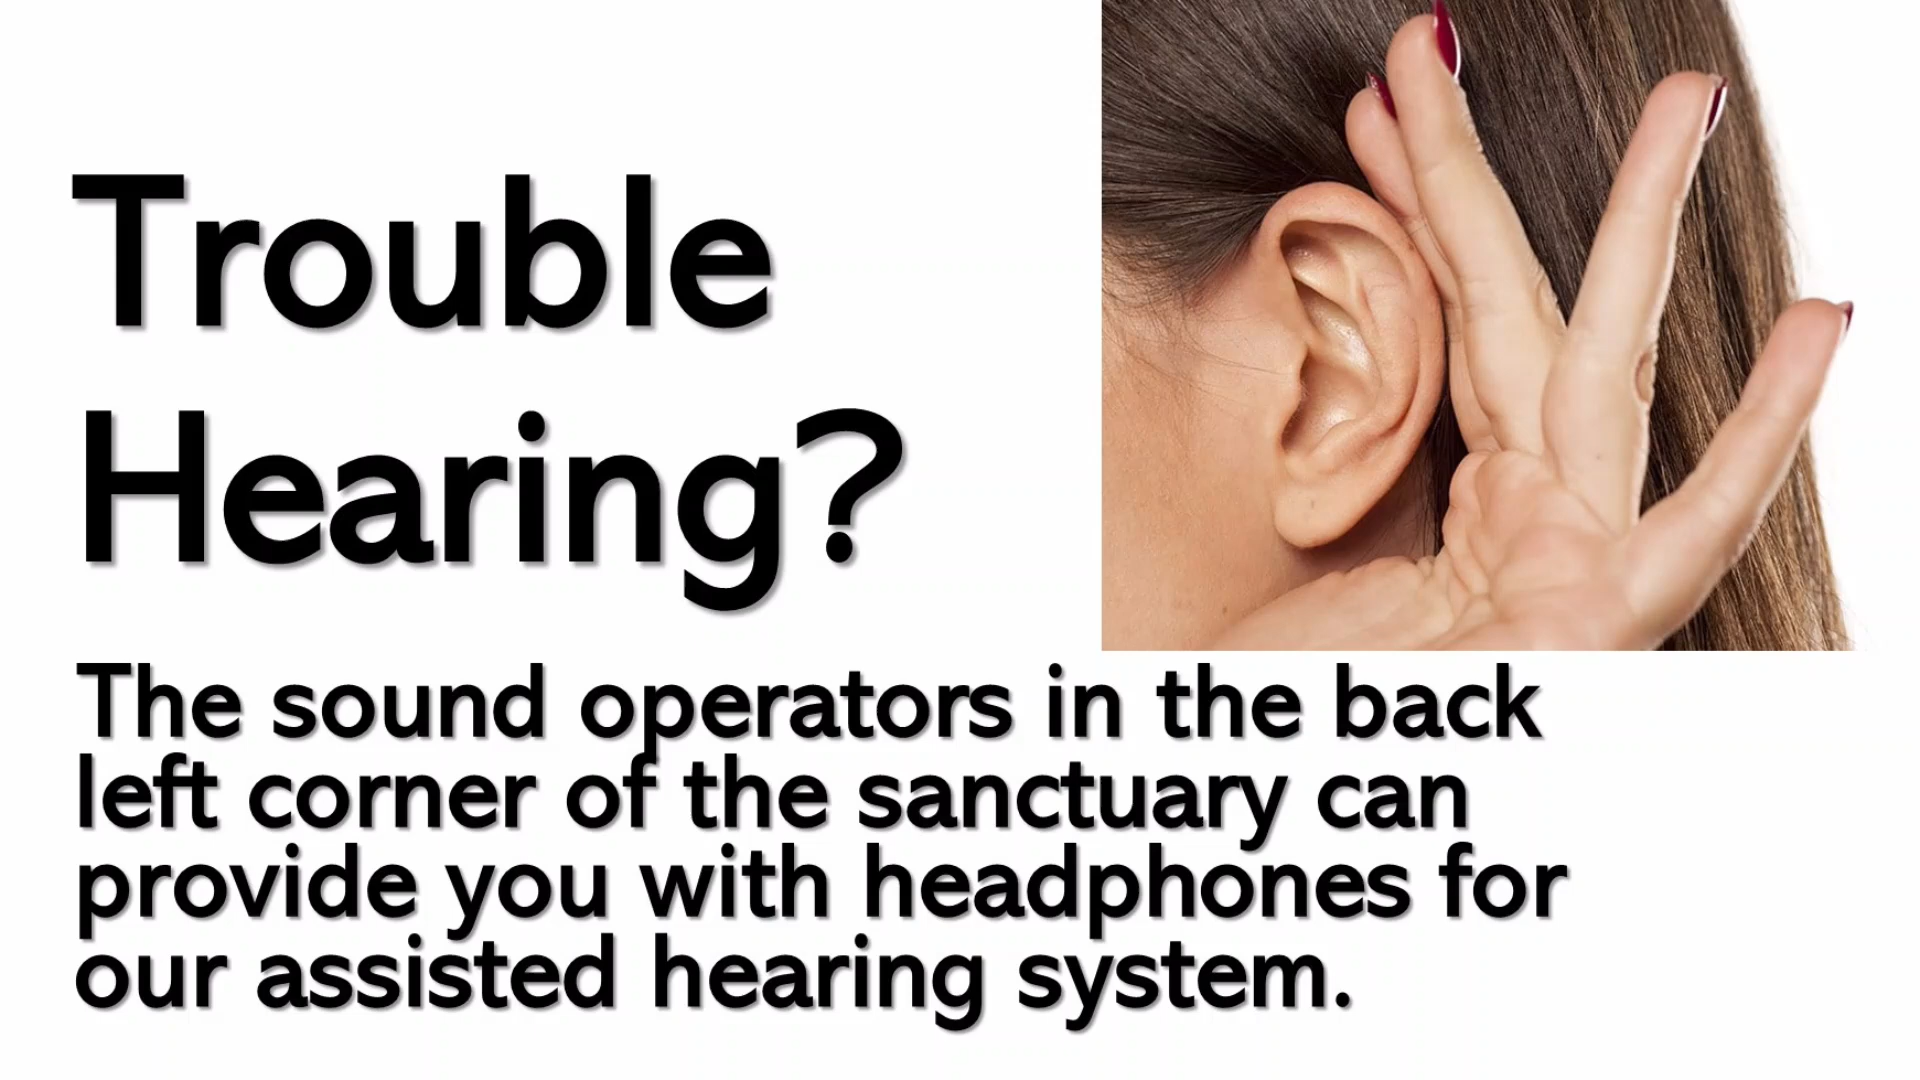 Trouble
Hearing?
The sound operators in the back
left corner of the sanctuary can
provide you with headphones for
our assisted hearing system.